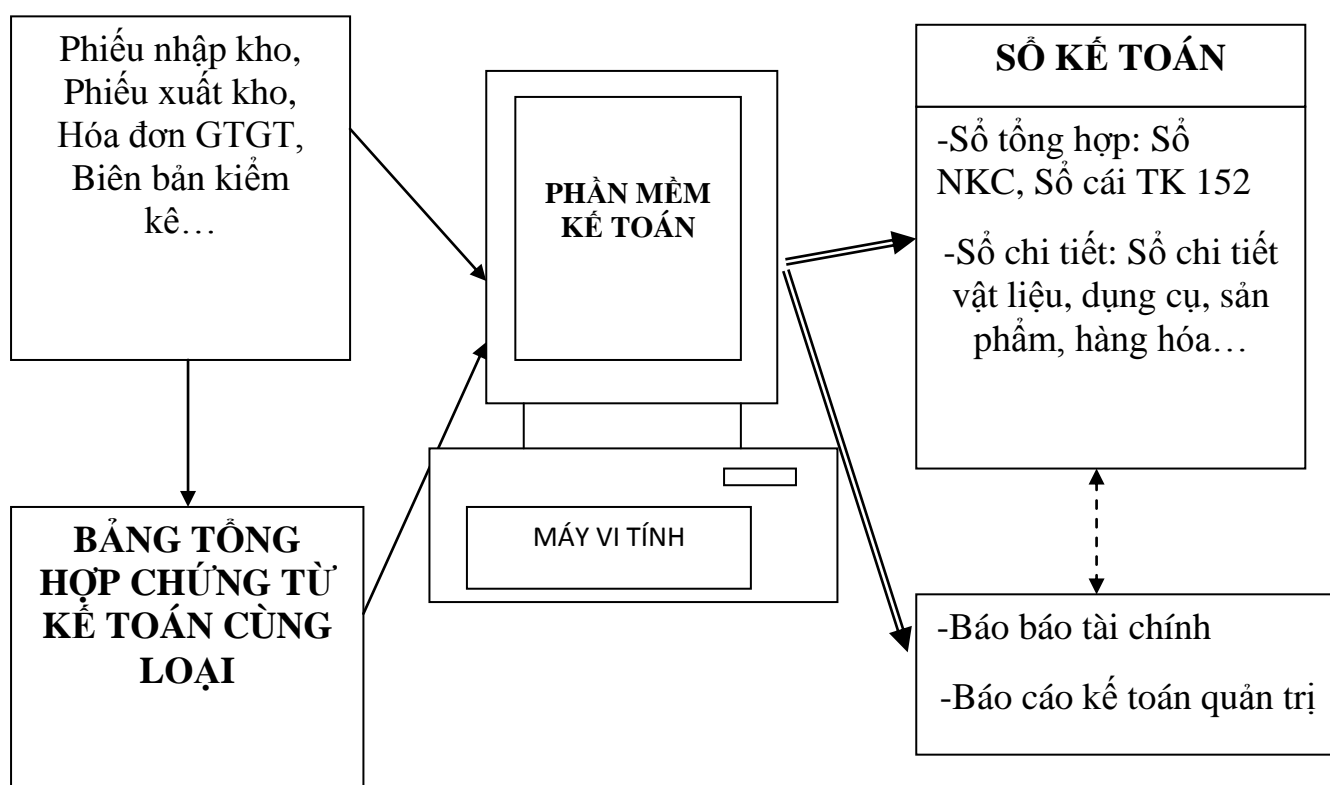 Phiếu nhập kho,
Phiếu xuất kho,
Hóa đơn GTGT,
Biên bản kiểm
kê…
BẢNG TỔNG
HỢP CHỨNG TỪ
KẾ TOÁN CÙNG
LOẠI
PHẦN MỀM
KẾ TOÁN
MÁY VI TÍNH
SỔ KẾ TOÁN
-Sổ tổng hợp: Sổ
NKC, Sổ cái TK 152
-Sổ chi tiết: Sổ chi tiết
vật liệu, dụng cụ, sản
phẩm, hàng hóa…
-Báo báo tài chính
-Báo cáo kế toán quản trị